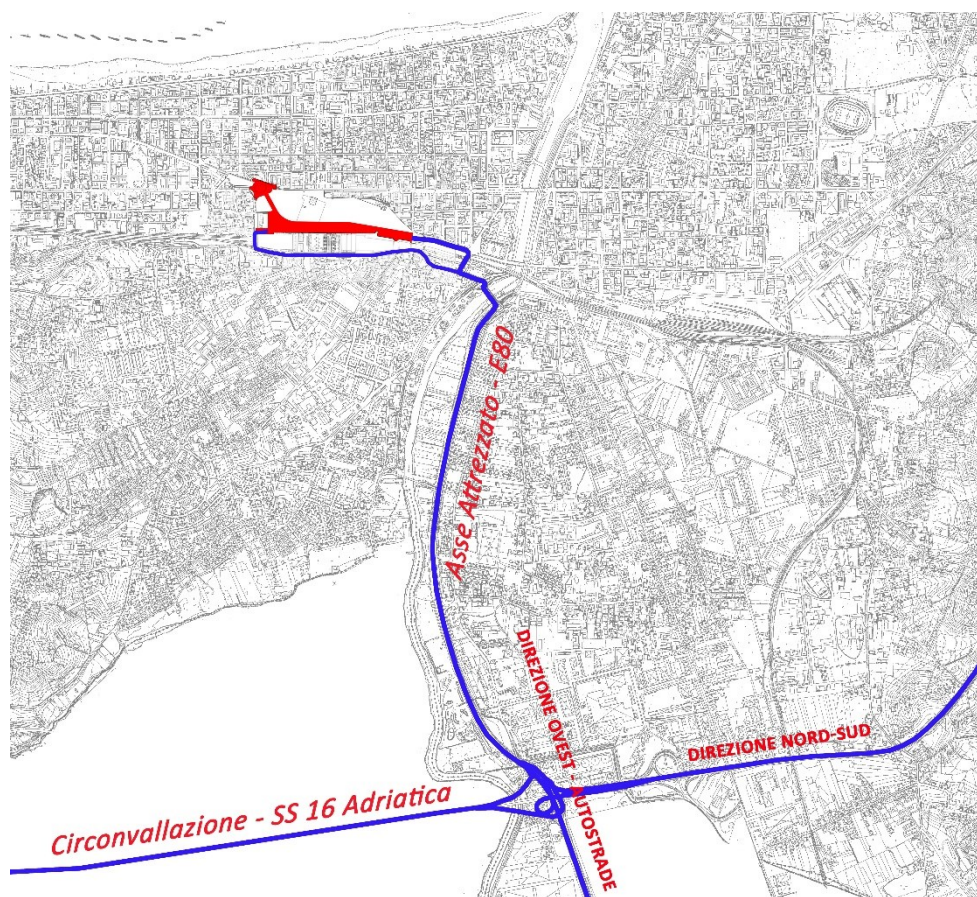 Asse Attrezzato - E80
DIREZIONE OVEST - AUTOSTRADE
DIREZIONE NORD-SUD
Circonvallazione - SS 16 Adriatica